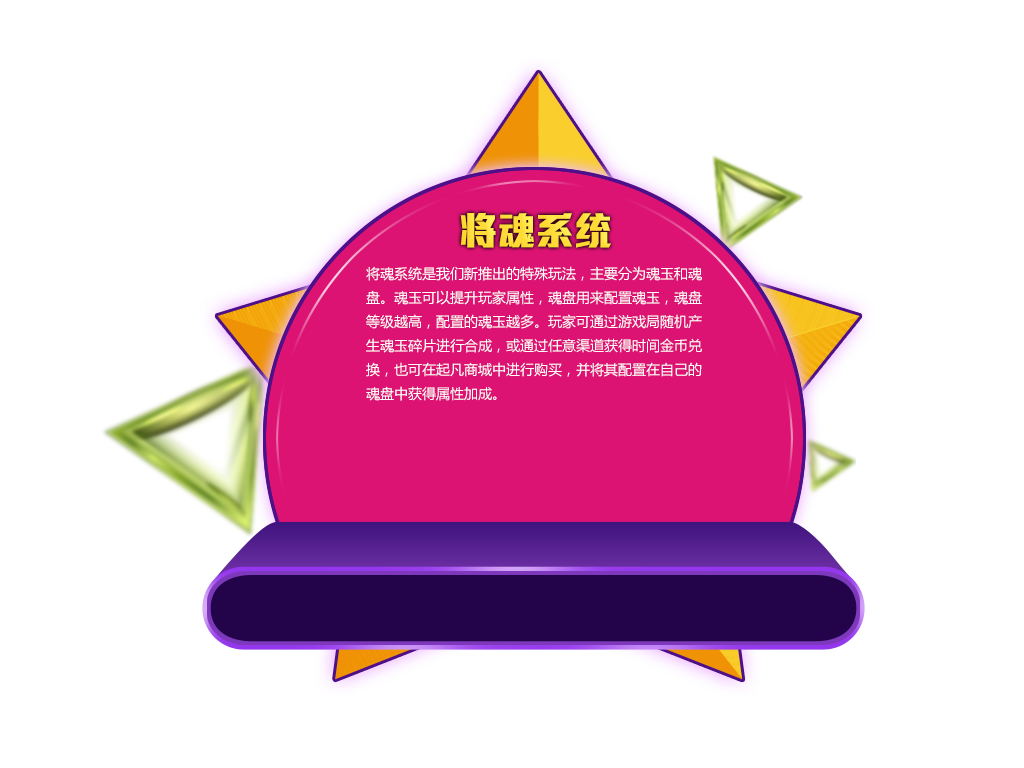 将魂系统
将魂系统是我们新推出的特殊玩法，主要分为魂玉和魂
盘。魂玉可以提升玩家属性，魂盘用来配置魂玉，魂盘
等级越高，配置的魂玉越多。玩家可通过游戏局随机产
生魂玉碎片进行合成，或通过任意渠道获得时间金币兑
换，也可在起凡商城中进行购买，并将其配置在自己的
魂盘中获得属性加成。